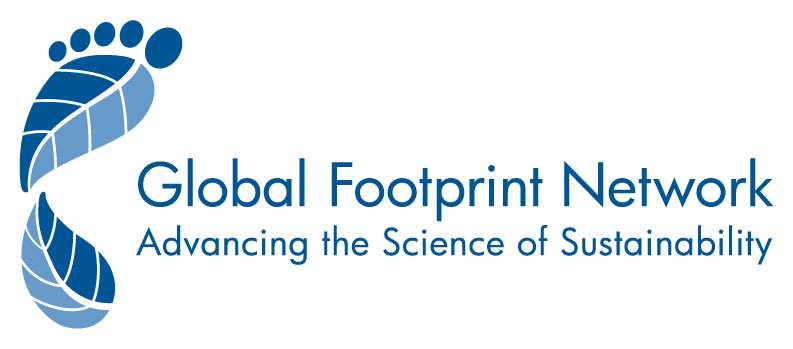 Global Footprint Network
Advancing the Science of Sustainability